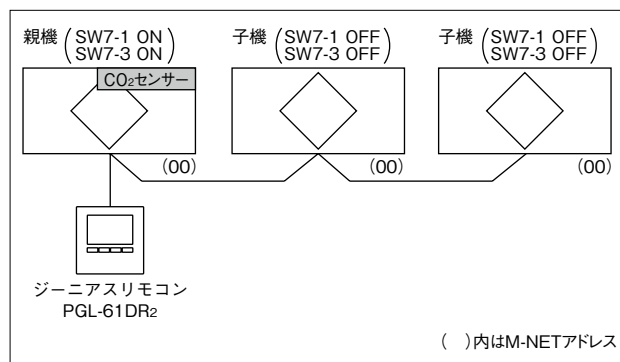 親機 (SW7-1 ON
SW7-3 ON)
子機 (SW7-1 OFF
SW7-3 OFF)
子機 (SW7-1 OFF
SW7-3 OFF)
CO2センサー
(00)
(00)
(00)
ジーニアスリモコン
PGL-61DR2
( )内はM-NETアドレス